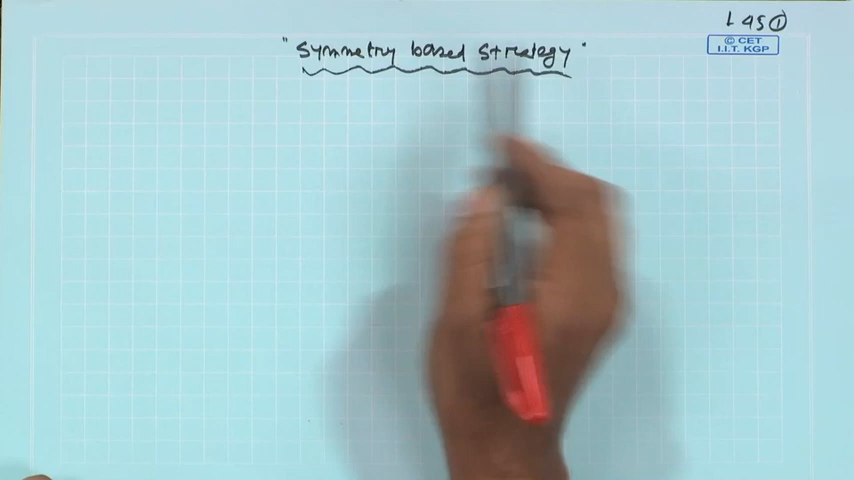 L 45 ①
© CET
I.I.T. KGP
"Symmetry based Strategy"